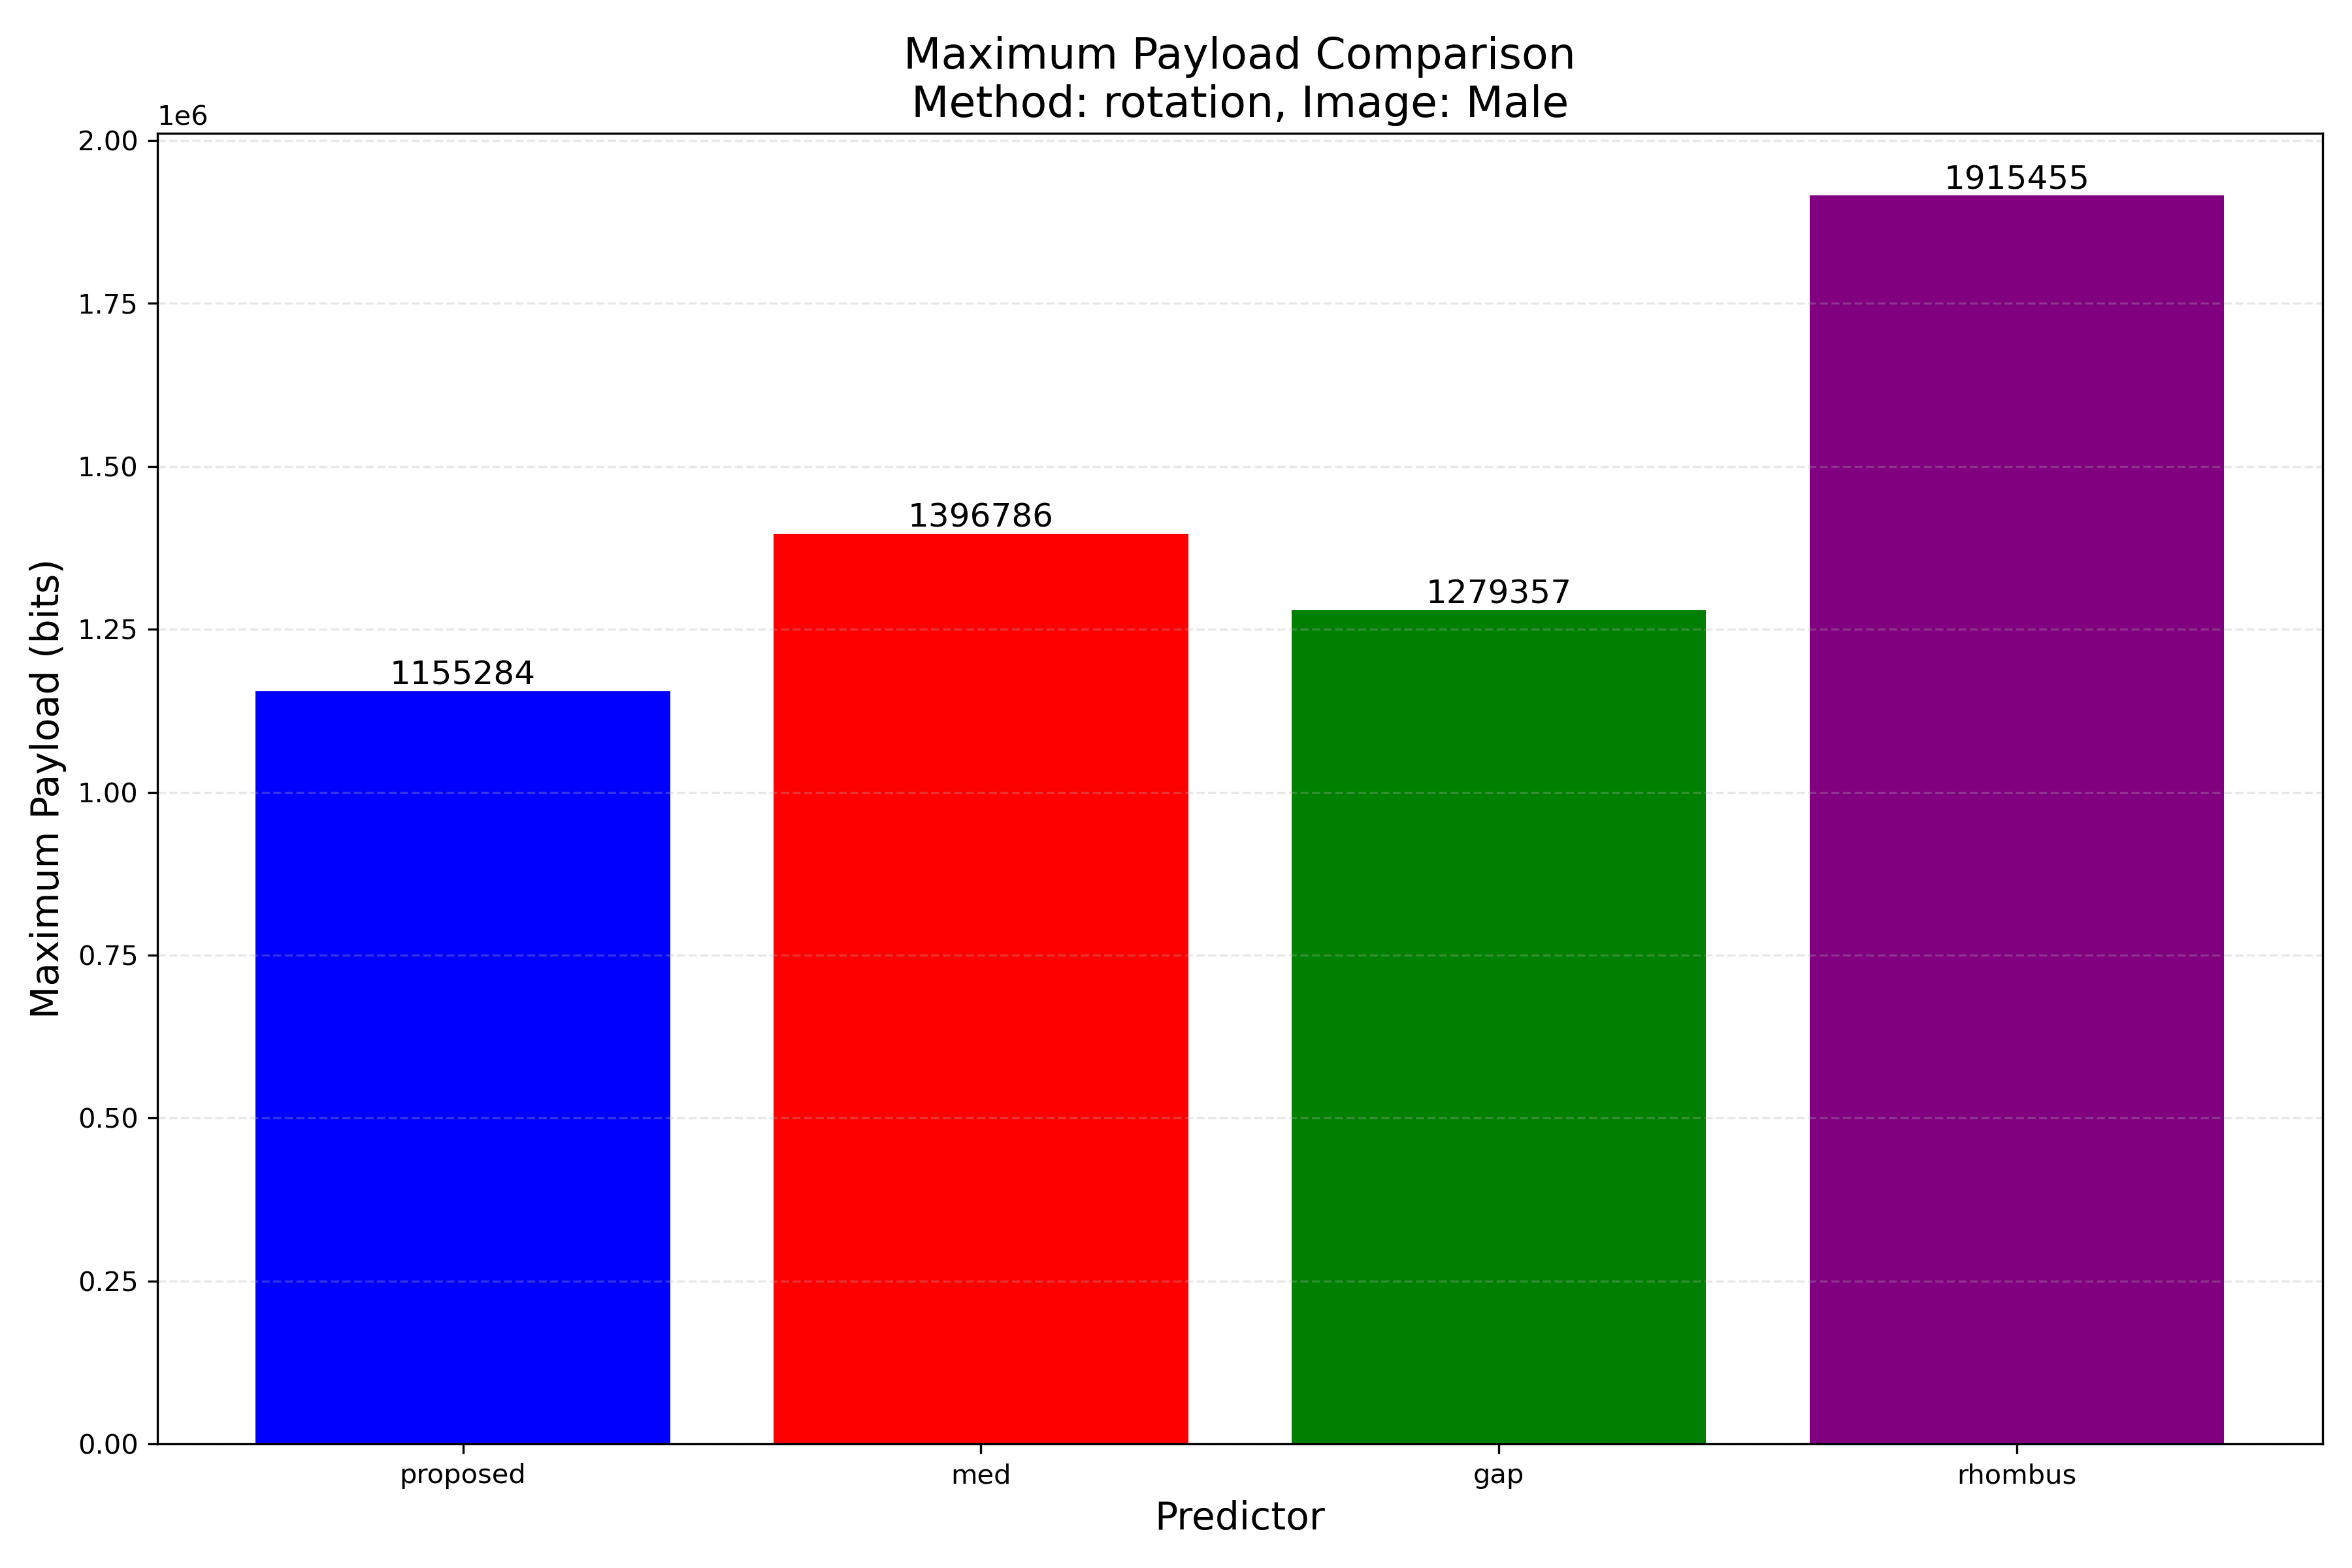 Maximum Payload Comparison
Method: rotation, Image: Male
1e6
2.00
1.75
1.50
1.25
1.00
0.75
0.50
0.25
0.00
Maximum Payload (bits)
1155284
1396786
1279357
1915455
proposed
med
gap
rhombus
Predictor